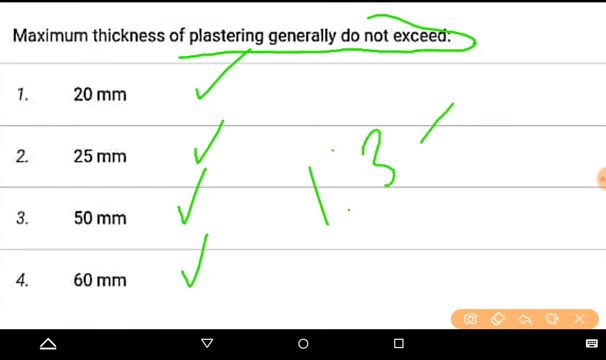 Maximum thickness of plastering generally do not exceed:
1. 20 mm
2. 25 mm
1:3
3. 50 mm
4. 60 mm